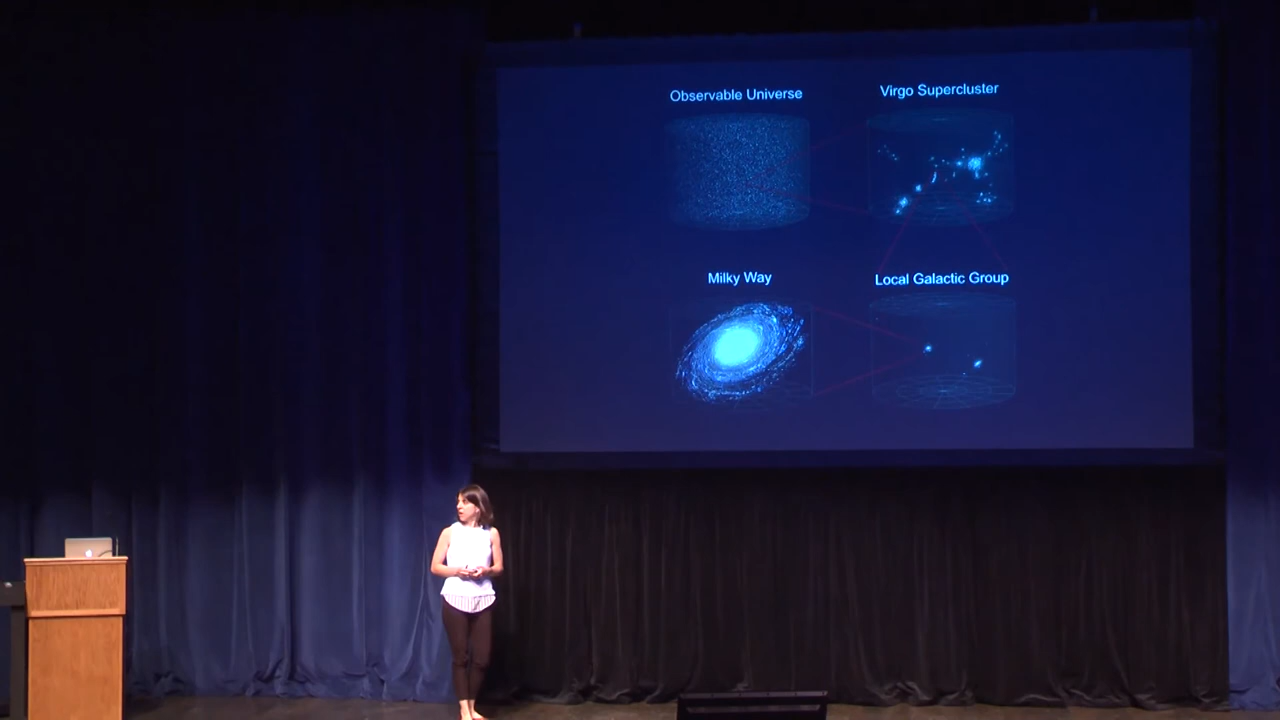 Observable Universe
Virgo Supercluster
Milky Way
Local Galactic Group